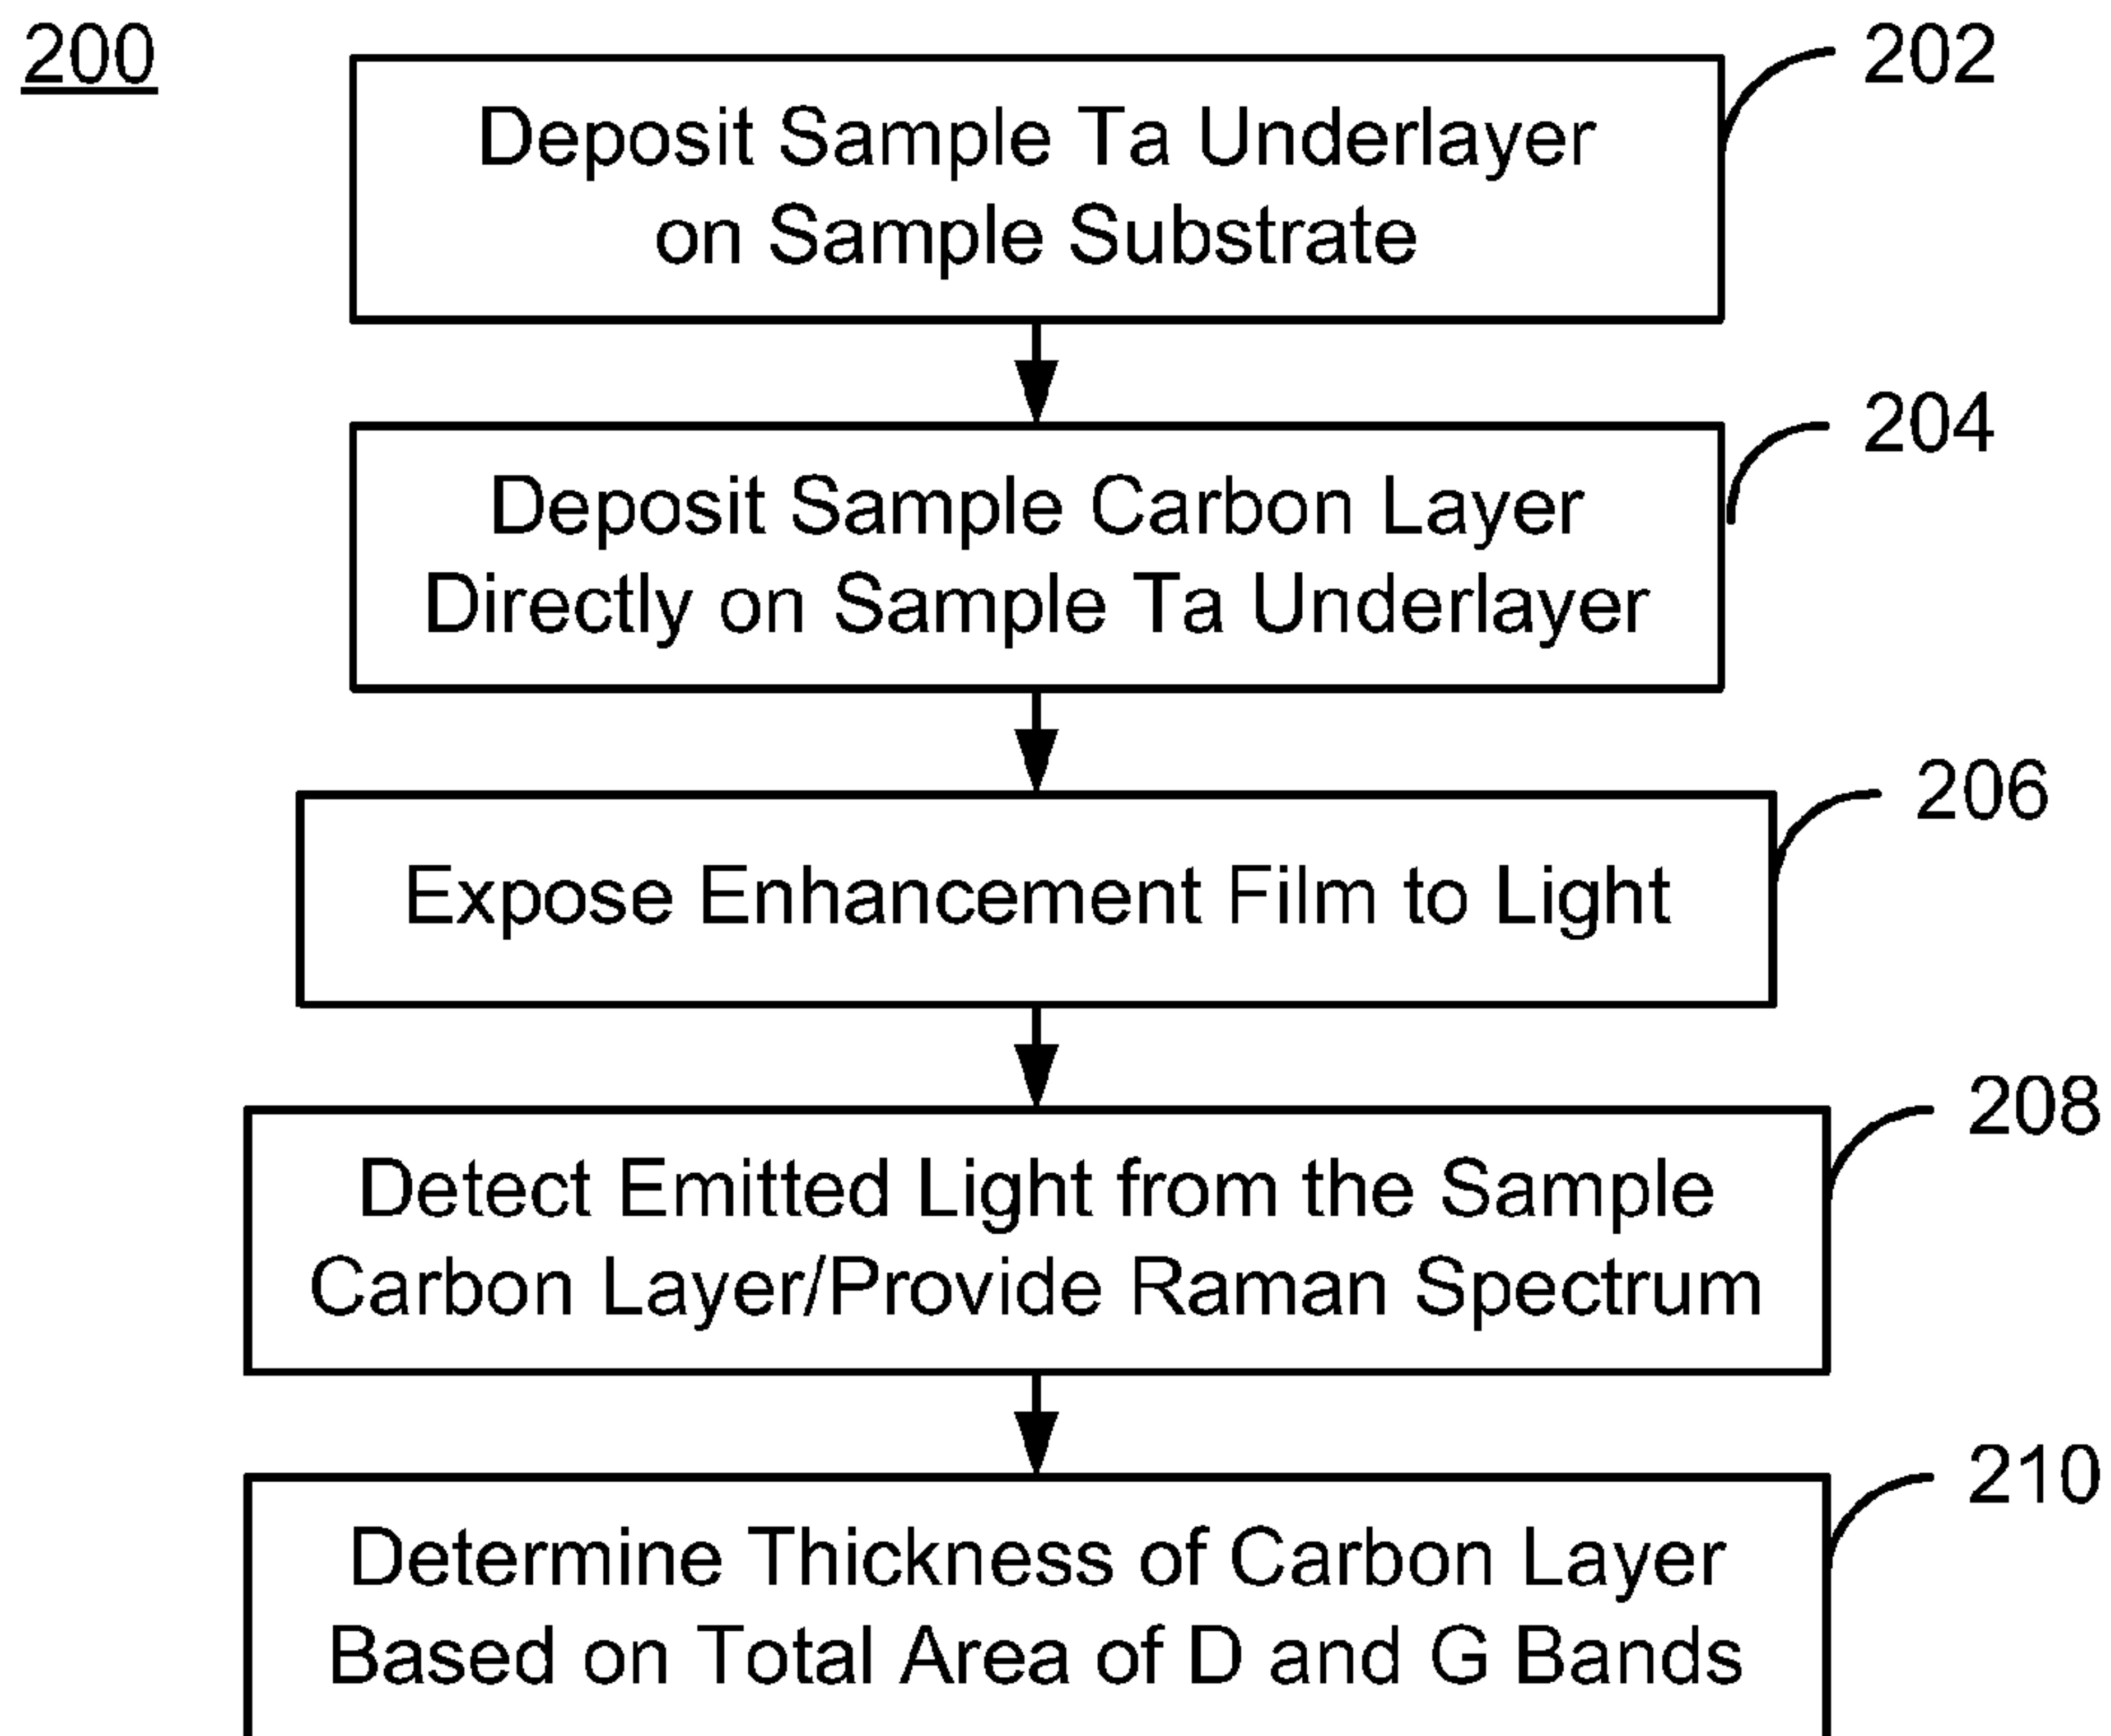 200
202
Deposit Sample Ta Underlayer
on Sample Substrate
204
Deposit Sample Carbon Layer
Directly on Sample Ta Underlayer
206
Expose Enhancement Film to Light
208
Detect Emitted Light from the Sample
Carbon Layer/Provide Raman Spectrum
210
Determine Thickness of Carbon Layer
Based on Total Area of D and G Bands